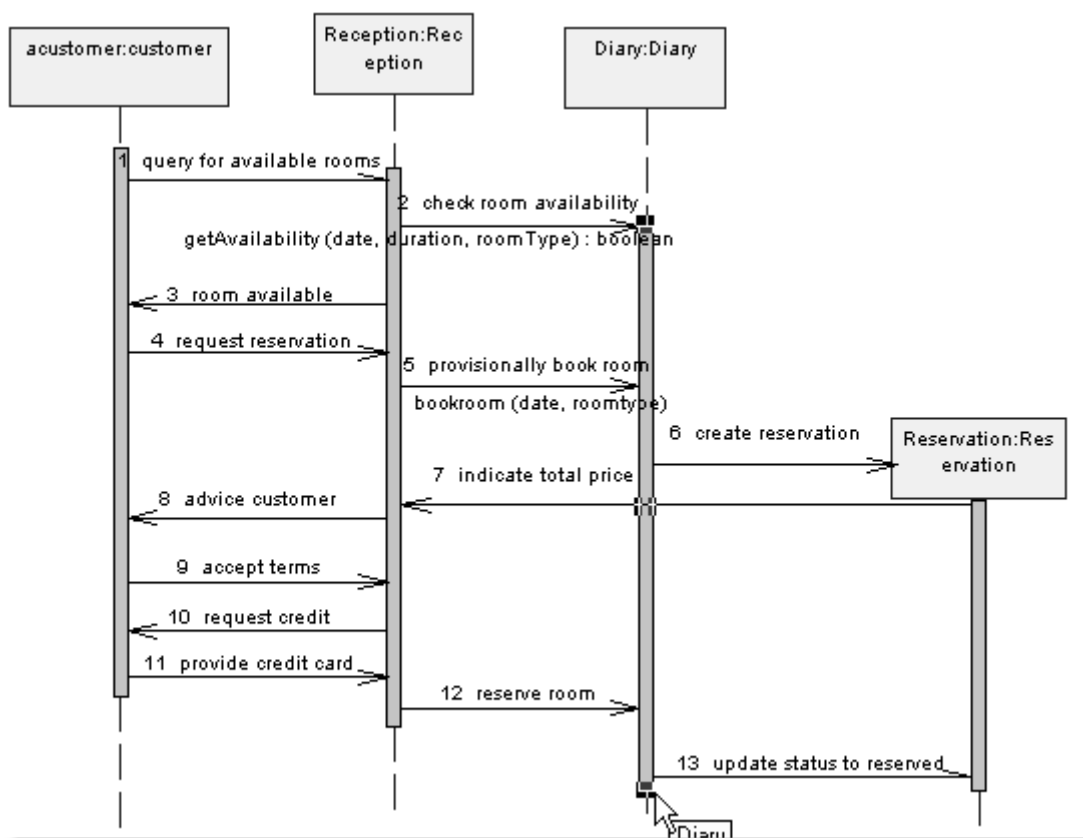 acustomer:customer
Reception:Rec
eption
Diary:Diary
1 query for available rooms
2 check room availability
getAvailability (date, duration, roomType) : boolean
3 room available
4 request reservation
5 provisionally book room
bookroom (date, roomtype)
6 create reservation
Reservation:Res
ervation
7 indicate total price
8 advice customer
9 accept terms
10 request credit
11 provide credit card
12 reserve room
13 update status to reserved
Diary